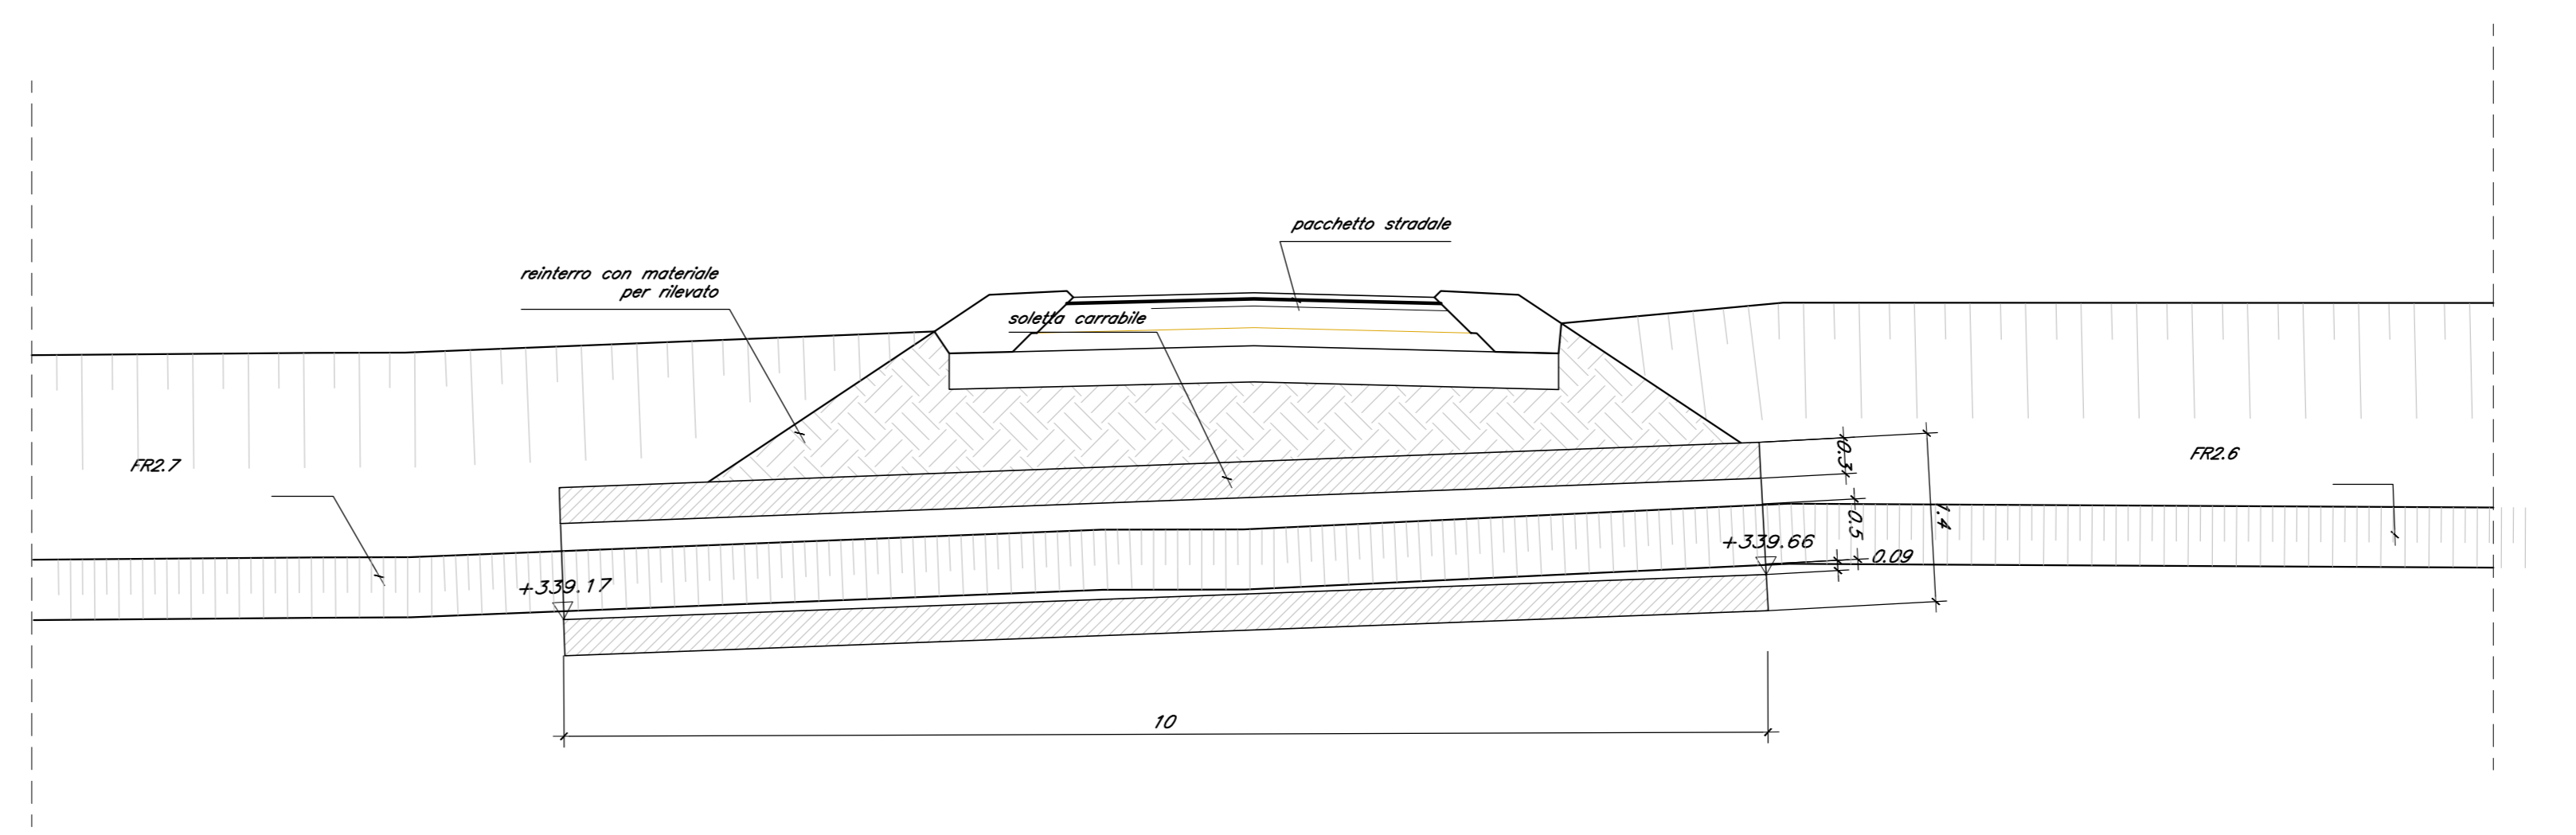 pacchetto stradale
reinterro con materiale
per rilevato
soletta carrabile
FR2.7
FR2.6
0.3
1.4
0.5
+339.66
0.09
+339.17
10